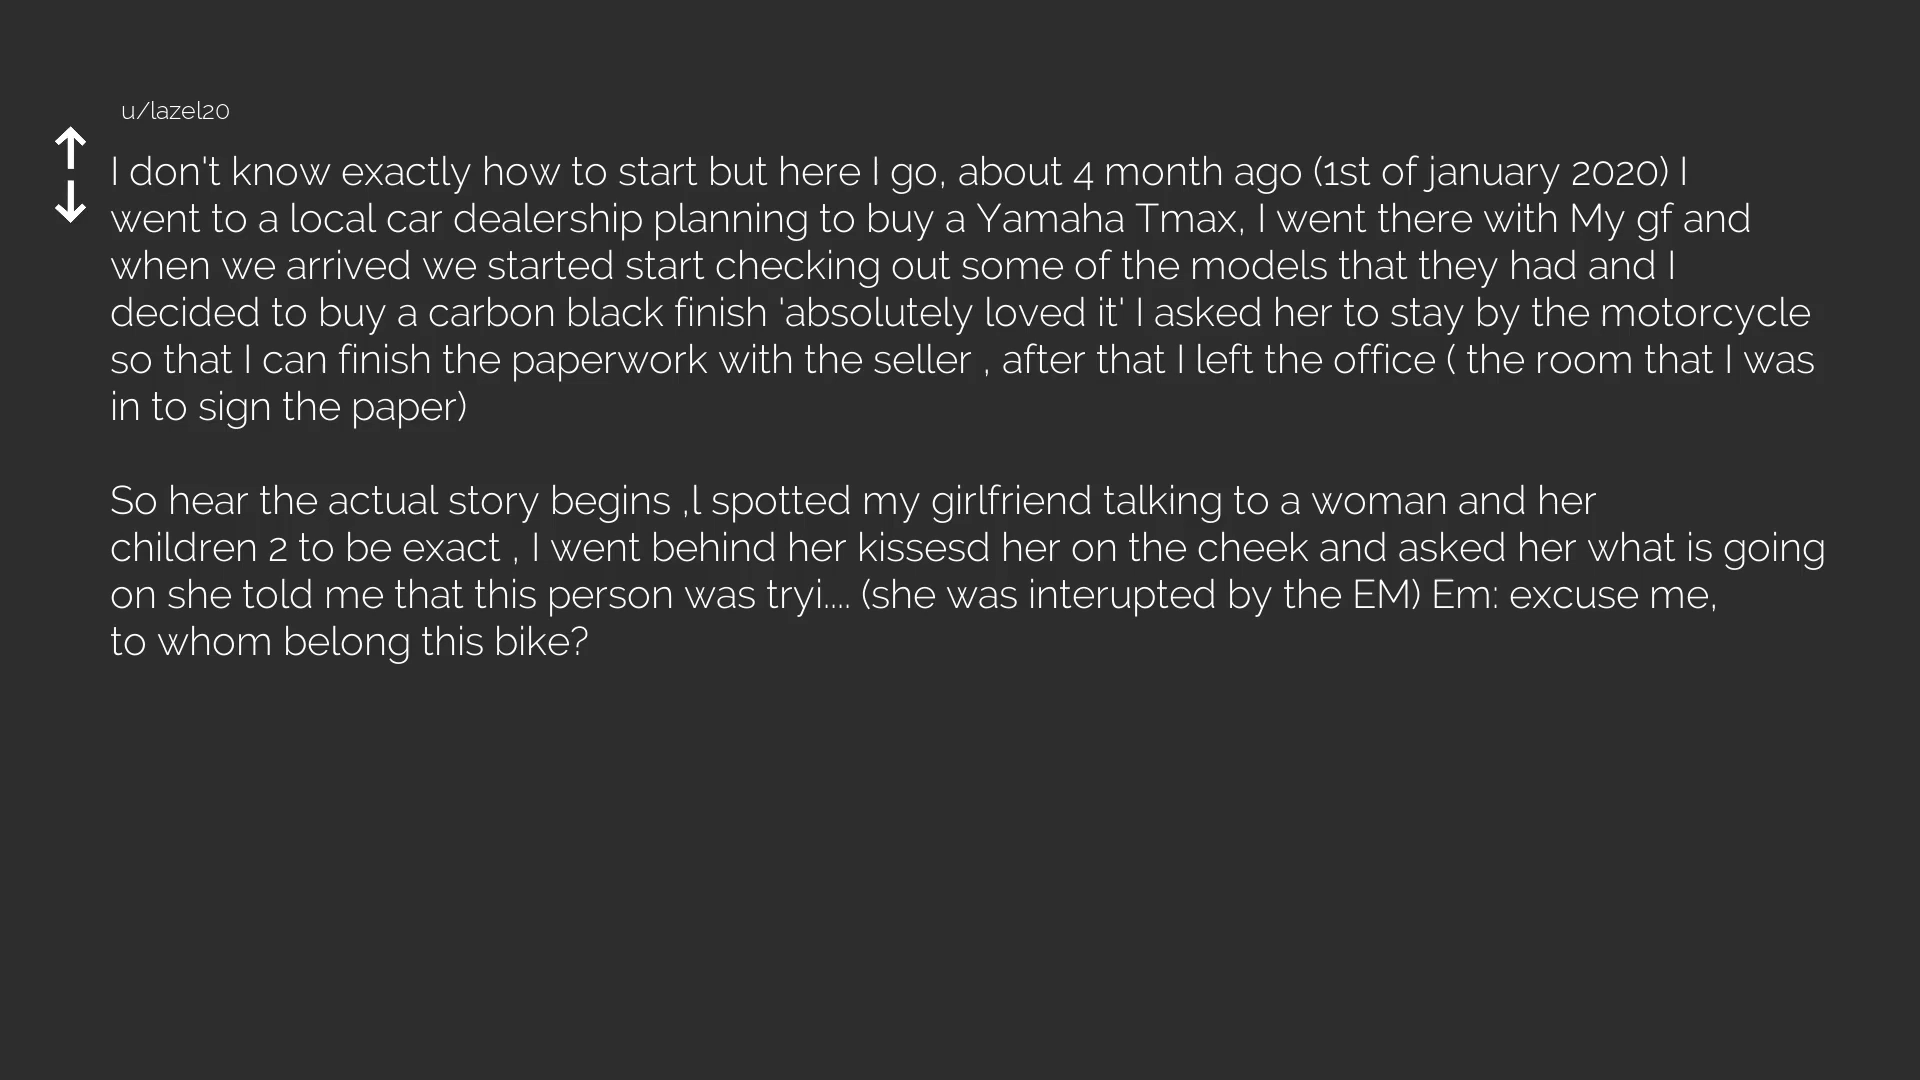 u/lazel20
I don't know exactly how to start but here I go, about 4 month ago (1st of january 2020) I
went to a local car dealership planning to buy a Yamaha Tmax, I went there with My gf and
when we arrived we started start checking out some of the models that they had and I
decided to buy a carbon black finish 'absolutely loved it' I asked her to stay by the motorcycle
so that I can finish the paperwork with the seller , after that I left the office ( the room that I was
in to sign the paper)
So hear the actual story begins ,l spotted my girlfriend talking to a woman and her
children 2 to be exact , I went behind her kissesd her on the cheek and asked her what is going
on she told me that this person was tryi.... (she was interupted by the EM) Em: excuse me,
to whom belong this bike?